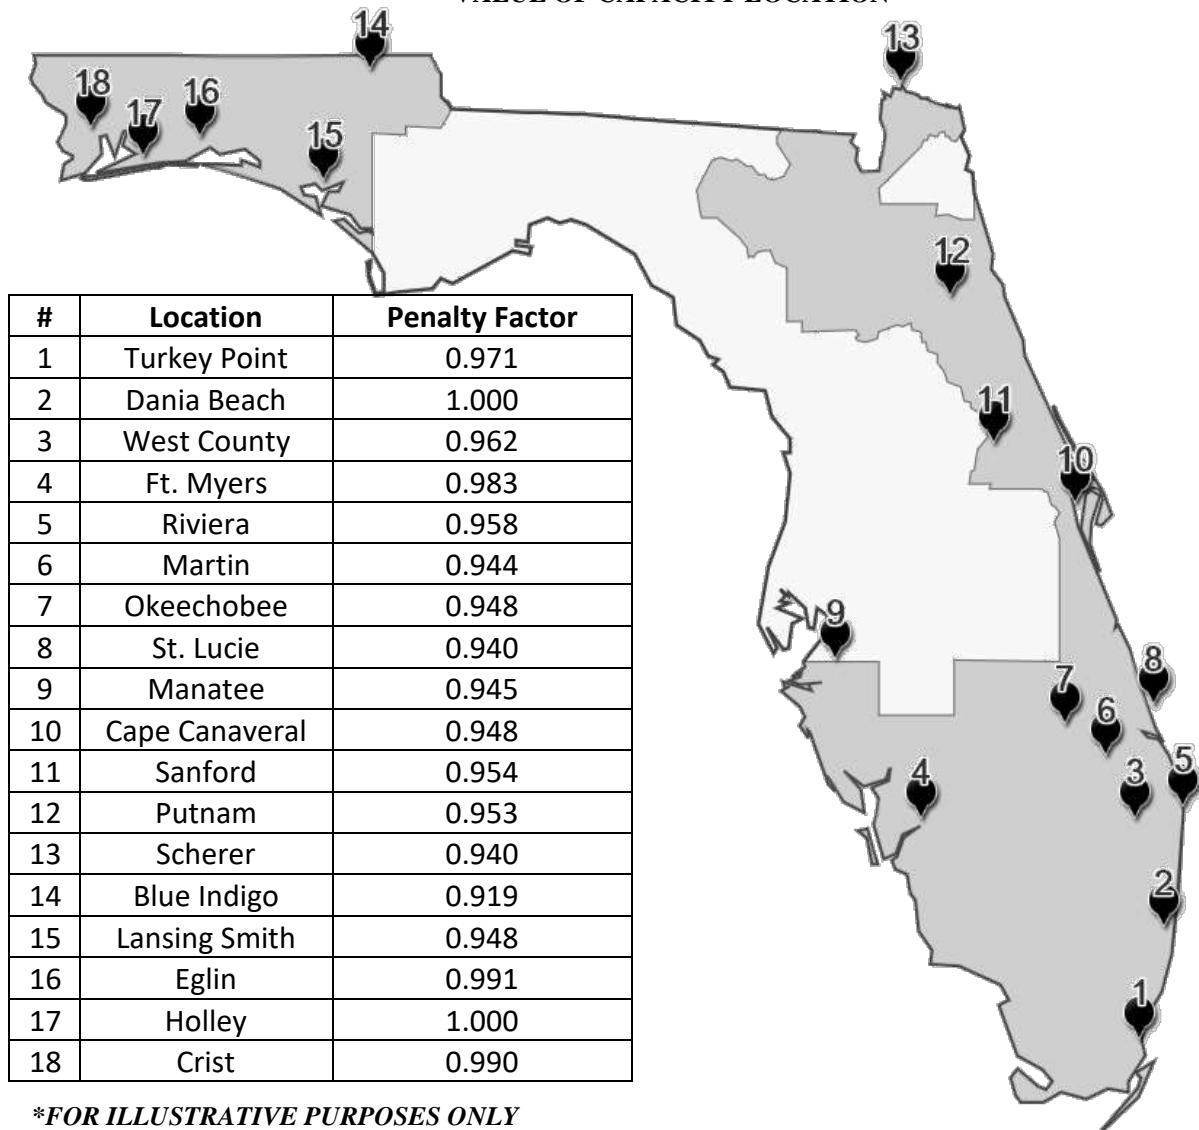 VALUE OF CAPACITY LOCATION
14
13
18
17
16
15
12
11
10
9
8
7
6
5
4
3
2
1
# Location Penalty Factor
1 Turkey Point 0.971
2 Dania Beach 1.000
3 West County 0.962
4 Ft. Myers 0.983
5 Riviera 0.958
6 Martin 0.944
7 Okeechobee 0.948
8 St. Lucie 0.940
9 Manatee 0.945
10 Cape Canaveral 0.948
11 Sanford 0.954
12 Putnam 0.953
13 Scherer 0.940
14 Blue Indigo 0.919
15 Lansing Smith 0.948
16 Eglin 0.991
17 Holley 1.000
18 Crist 0.990
*FOR ILLUSTRATIVE PURPOSES ONLY